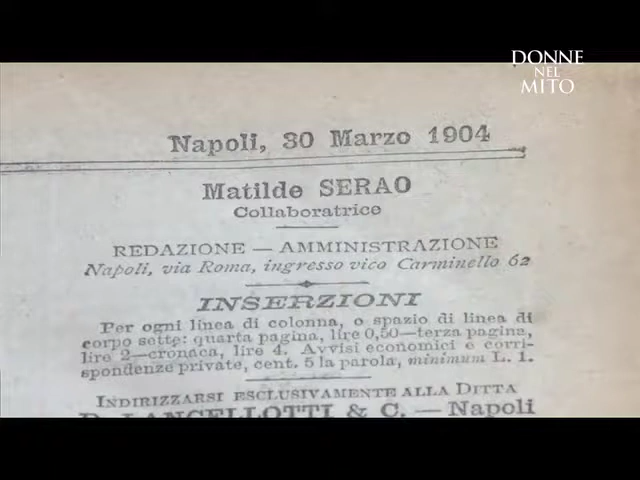 DONNE
NEL
MITO
Napoli, 30 Marzo 1904
Matilde SERAO
Collaboratrice
REDAZIONE — AMMINISTRAZIONE
Napoli, via Roma, ingresso vico Carminello 62
INSERZIONI
Per ogni linea di colonna, o spazio di linea di
corpo sette: quarta pagina, lire 0,50—terza pagina,
lire 2—cronaca, lire 4. Avvisi economici e corri-
spondenze private, cent. 5 la parola, minimum L. 1.
INDIRIZZARSI ESCLUSIVAMENTE ALLA DITTA
D. LANCELLOTTI & C. — Napoli